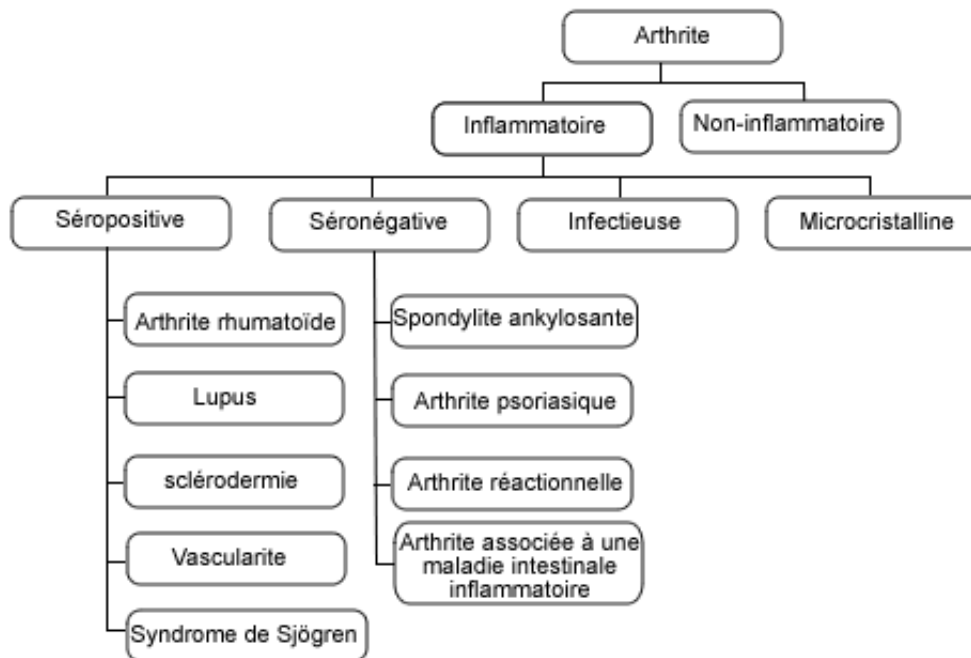 Arthrite
Inflammatoire
Non-inflammatoire
Séropositive
Séronégative
Infectieuse
Microcristalline
Arthrite rhumatoïde
Lupus
sclérodermie
Vascularite
Syndrome de Sjögren
Spondylite ankylosante
Arthrite psoriasique
Arthrite réactionnelle
Arthrite associée à une
maladie intestinale
inflammatoire